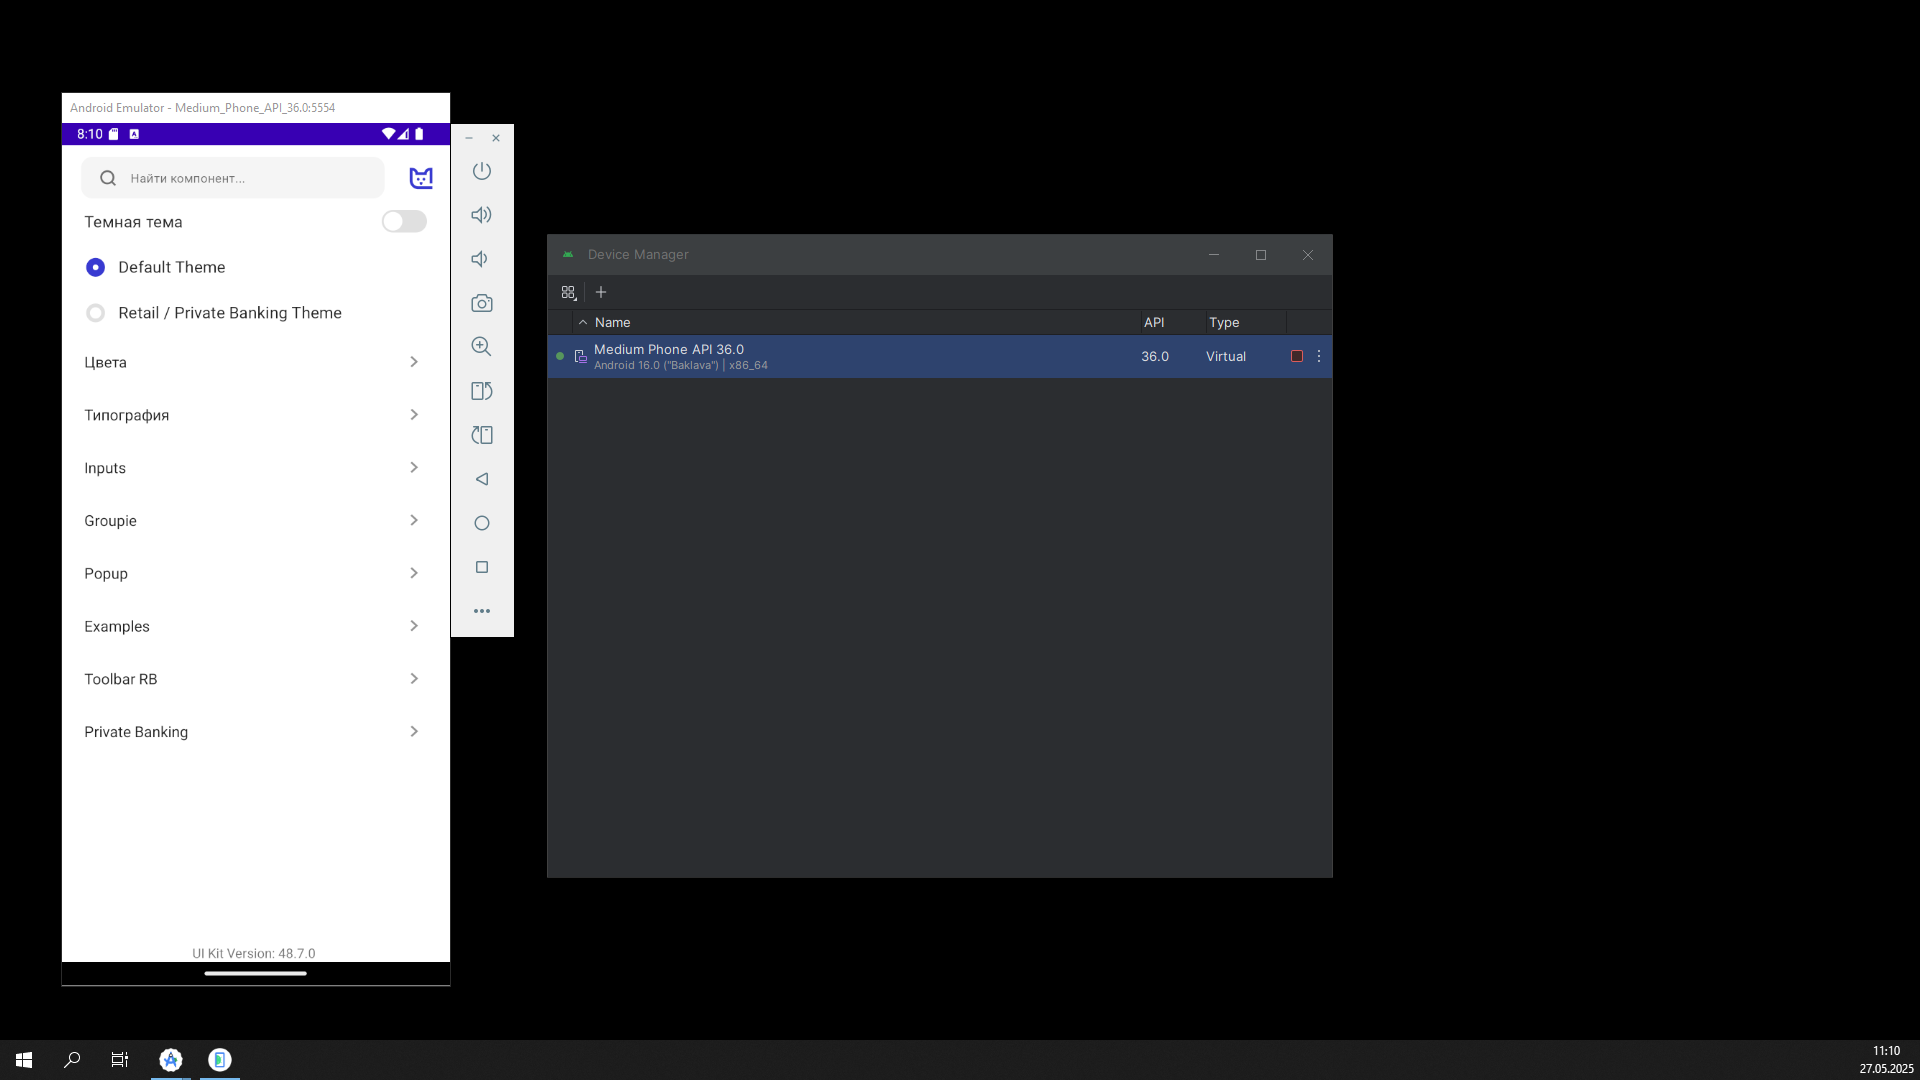 Android Emulator - Medium_Phone_API_36.0:5554
8:10
Найти компонент...
Темная тема
Default Theme
Retail / Private Banking Theme
Цвета
Типография
Inputs
Groupie
Popup
Examples
Toolbar RB
Private Banking
UI Kit Version: 48.7.0
Device Manager
Name API Type
Medium Phone API 36.0 36.0 Virtual
Android 16.0 ("Baklava") | x86_64
11:10
27.05.2025